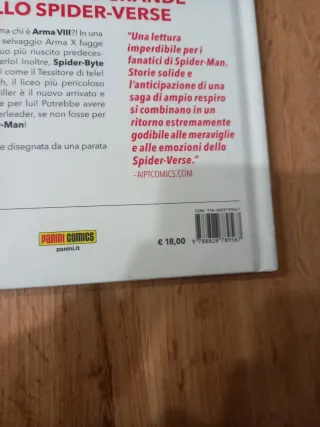 GRANDE
LLO SPIDER-VERSE
ma chi è Arma VIII?! In una
selvaggio Arma X fugge
uo più riuscito predeces-
Inoltre, Spider-Byte
ì come il Tessitore di tele!
h, il liceo più pericoloso
iller è il nuovo arrivato e
e per lui! Potrebbe avere
erleader, se non fosse per
r-Man!
e disegnata da una parata
"Una lettura
imperdibile per i
fanatici di Spider-Man.
Storie solide e
l'anticipazione di una
saga di ampio respiro
si combinano in un
ritorno estremamente
godibile alle meraviglie
e alle emozioni dello
Spider-Verse."
-AIPTCOMICS.COM
PANINI COMICS
panini.it
€ 18,00
9 788828 789567